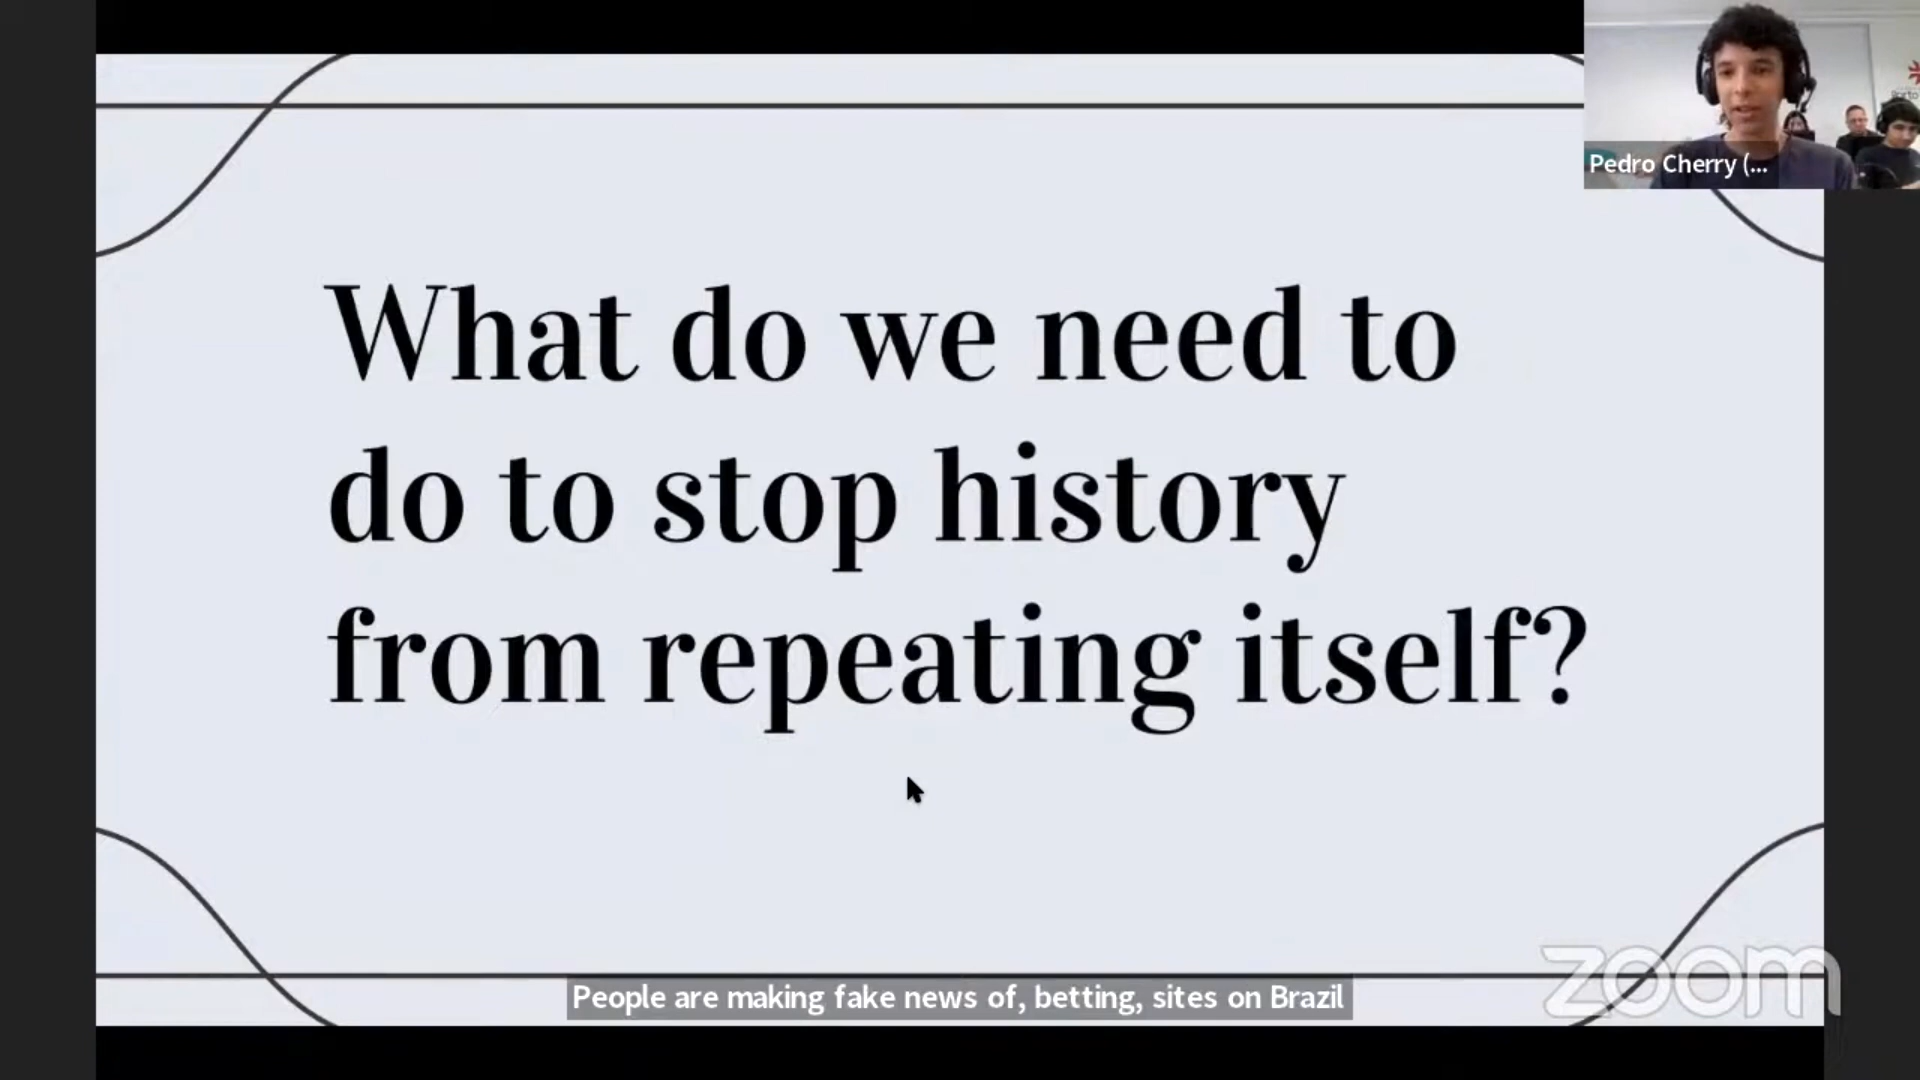 Pedro Cherry (...
What do we need to
do to stop history
from repeating itself?
People are making fake news of, betting, sites on Brazil
zoom